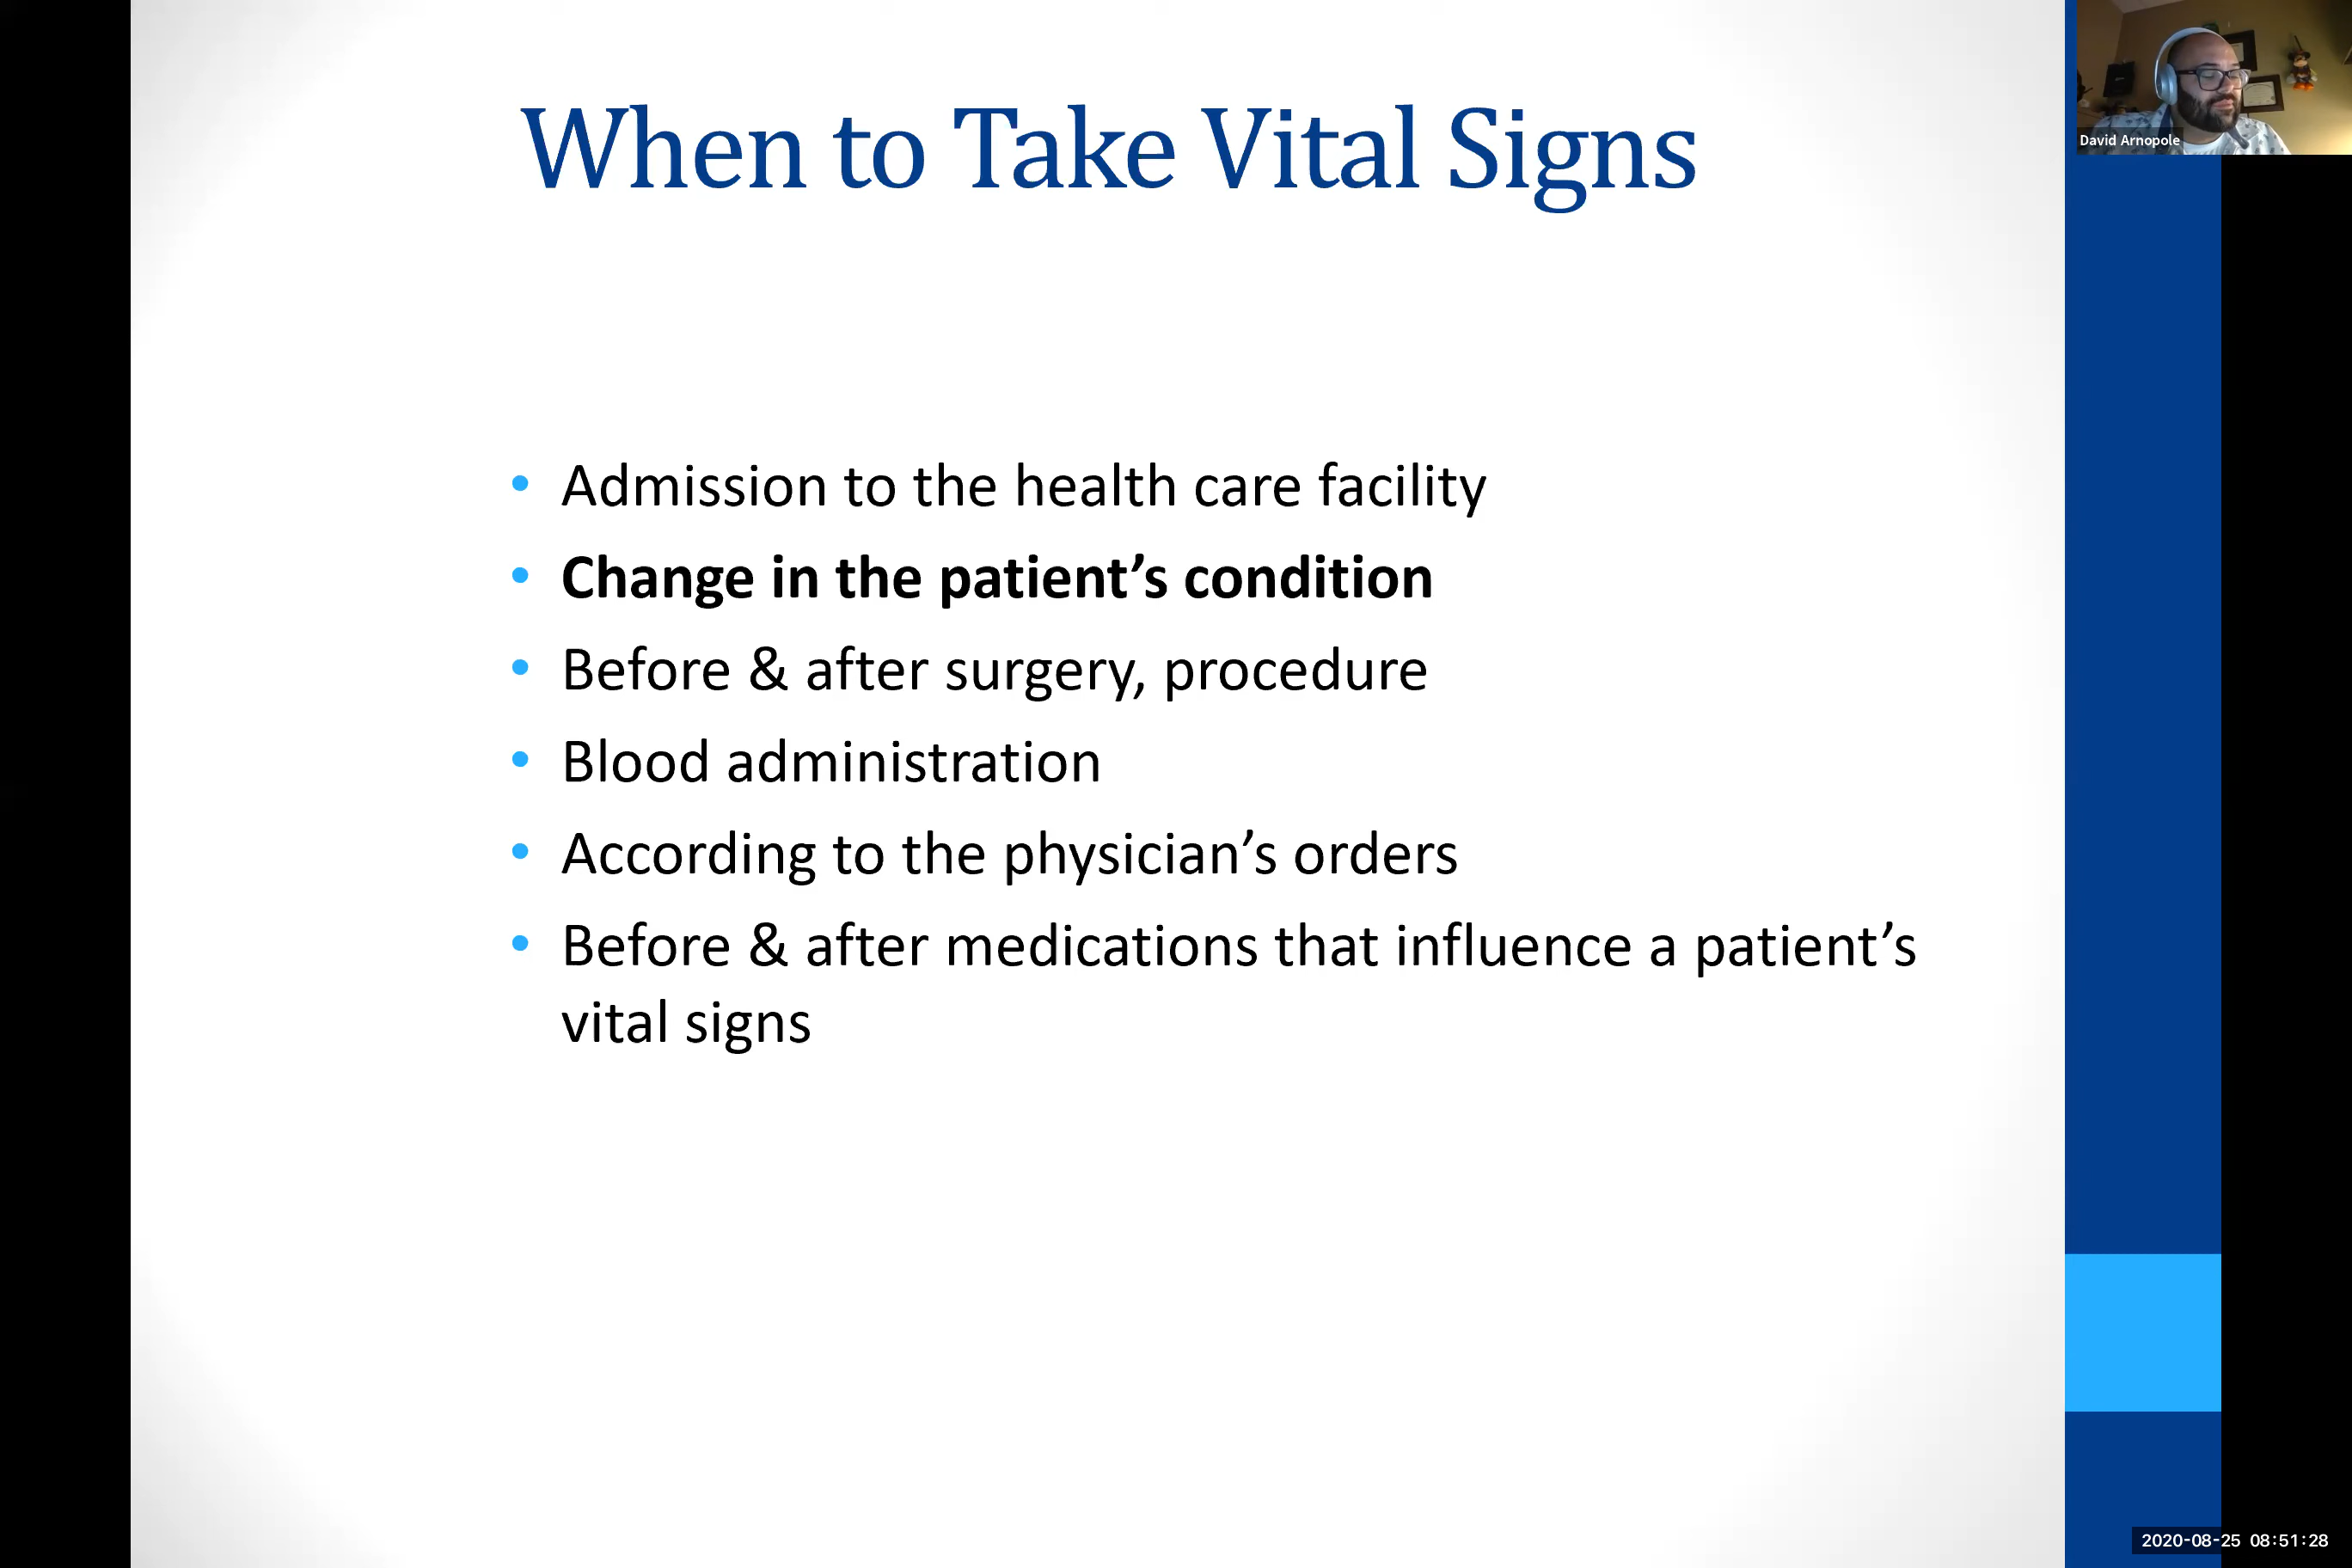 When to Take Vital Signs
David Arnopole
• Admission to the health care facility
• Change in the patient’s condition
• Before & after surgery, procedure
• Blood administration
• According to the physician’s orders
• Before & after medications that influence a patient’s
vital signs
2020-08-25 08:51:28